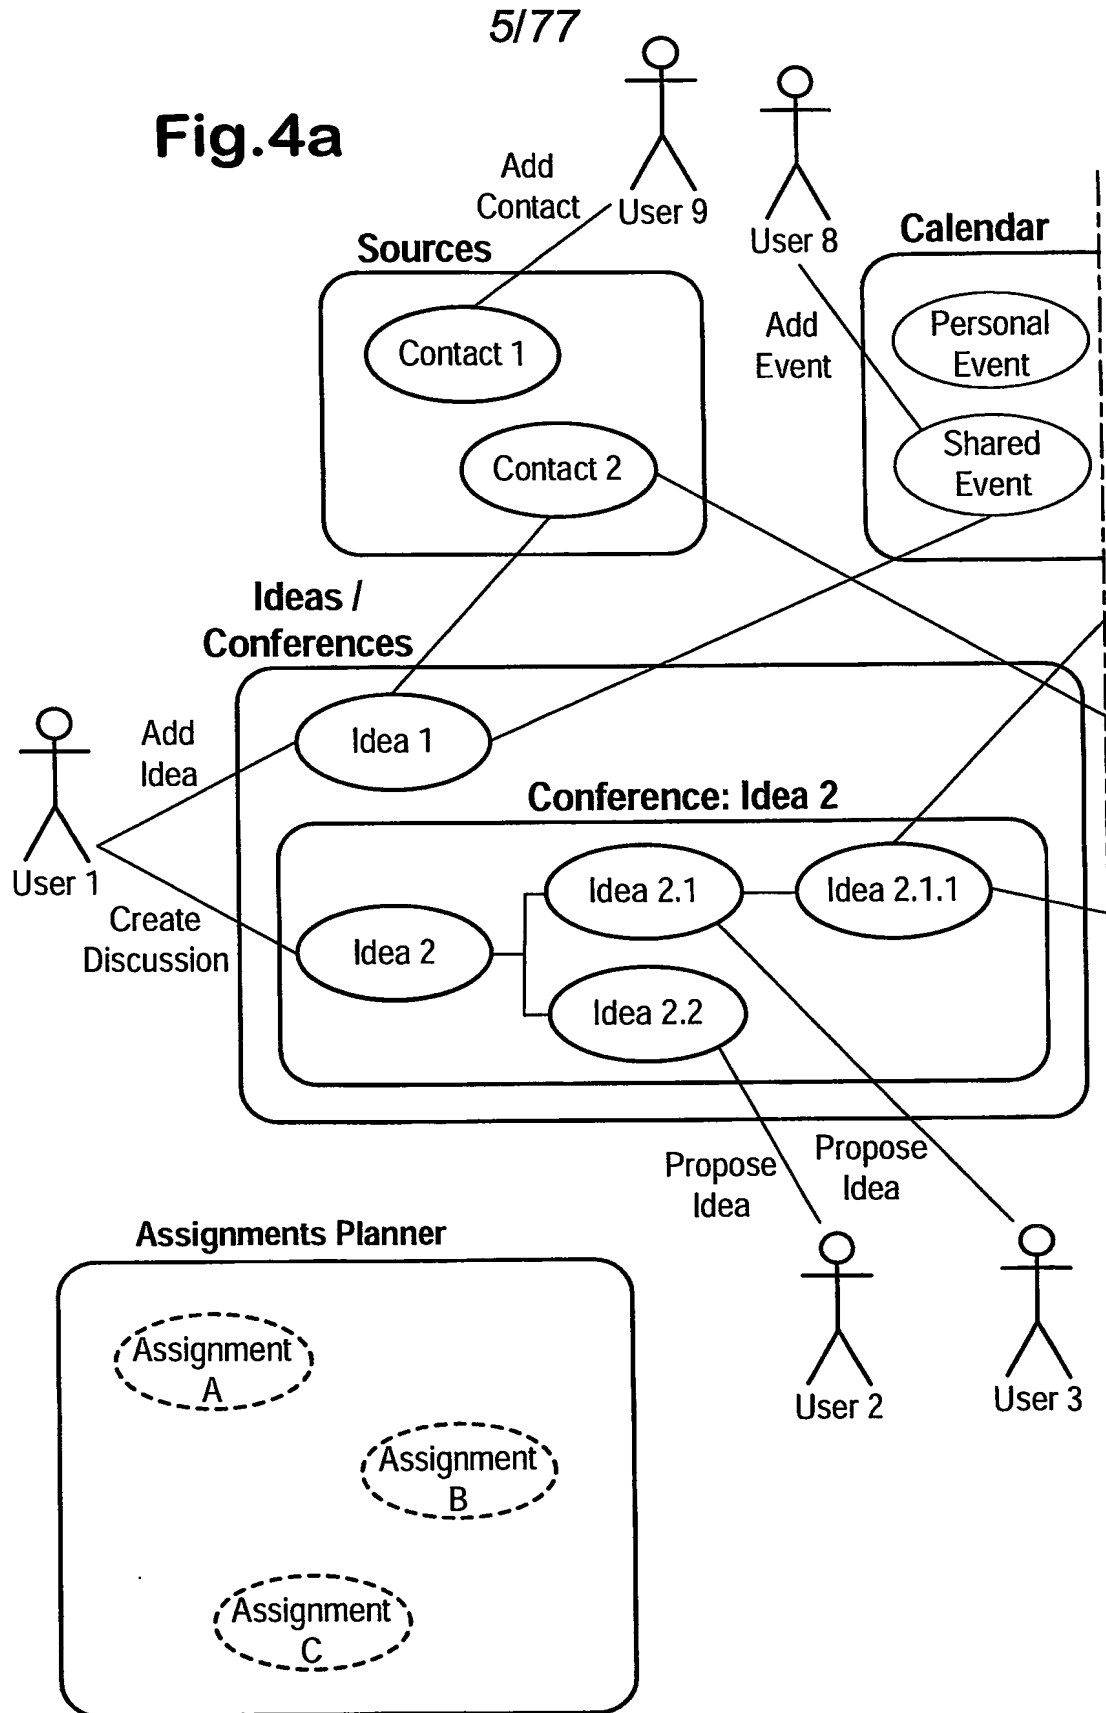 5/77
Fig.4a
Add
Contact
User 9
User 8
Sources
Calendar
Contact 1
Contact 2
Add
Event
Personal
Event
Shared
Event
Ideas /
Conferences
Add
Idea
Idea 1
User 1
Create
Discussion
Conference: Idea 2
Idea 2
Idea 2.1
Idea 2.1.1
Idea 2.2
Propose
Idea
Propose
Idea
User 2
User 3
Assignments Planner
Assignment
A
Assignment
B
Assignment
C